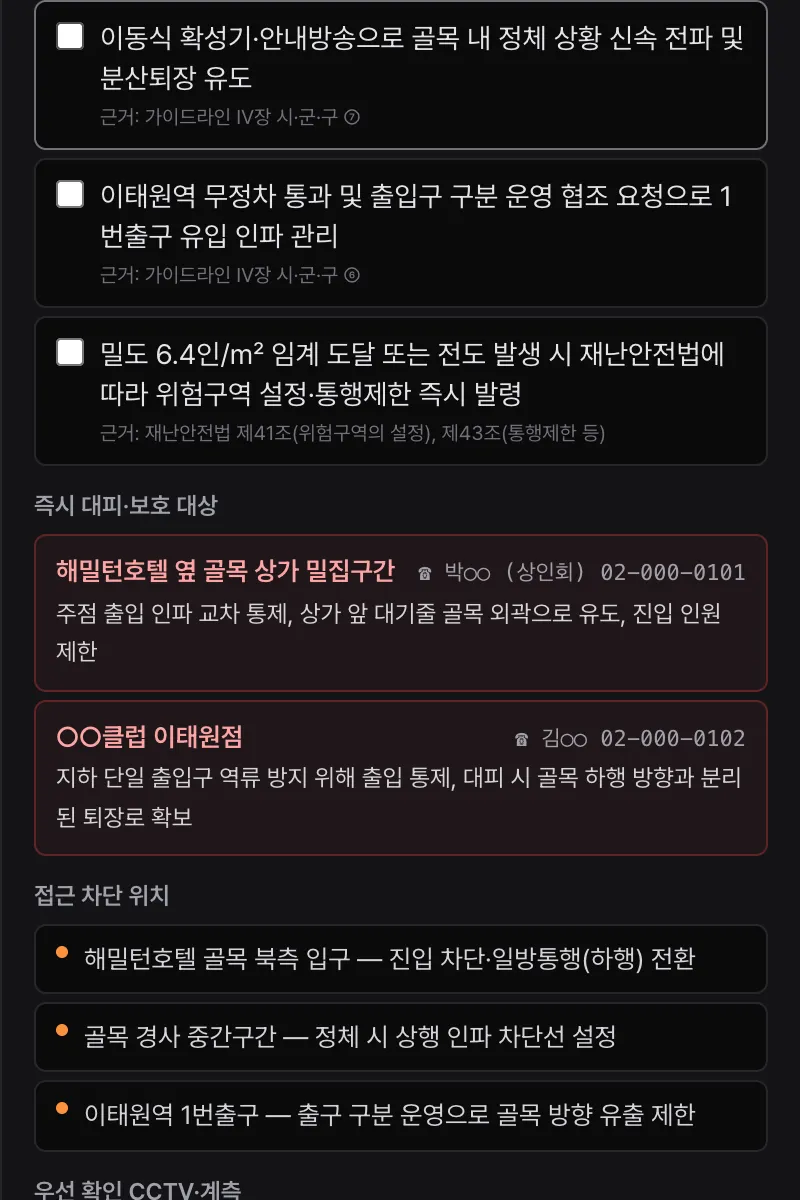 이동식 확성기·안내방송으로 골목 내 정체 상황 신속 전파 및
분산퇴장 유도
근거: 가이드라인 IV장 시·군·구 ⑦
이태원역 무정차 통과 및 출입구 구분 운영 협조 요청으로 1
번출구 유입 인파 관리
근거: 가이드라인 IV장 시·군·구 ⑥
밀도 6.4인/m² 임계 도달 또는 전도 발생 시 재난안전법에
따라 위험구역 설정·통행제한 즉시 발령
근거: 재난안전법 제41조(위험구역의 설정), 제43조(통행제한 등)
즉시 대피·보호 대상
해밀턴호텔 옆 골목 상가 밀집구간 ☎ 박○○ (상인회) 02-000-0101
주점 출입 인파 교차 통제, 상가 앞 대기줄 골목 외곽으로 유도, 진입 인원
제한
○○클럽 이태원점 ☎ 김○○ 02-000-0102
지하 단일 출입구 역류 방지 위해 출입 통제, 대피 시 골목 하행 방향과 분리
된 퇴장로 확보
접근 차단 위치
해밀턴호텔 골목 북측 입구 — 진입 차단·일방통행(하행) 전환
골목 경사 중간구간 — 정체 시 상행 인파 차단선 설정
이태원역 1번출구 — 출구 구분 운영으로 골목 방향 유출 제한
우선 확인 CCTV·계측